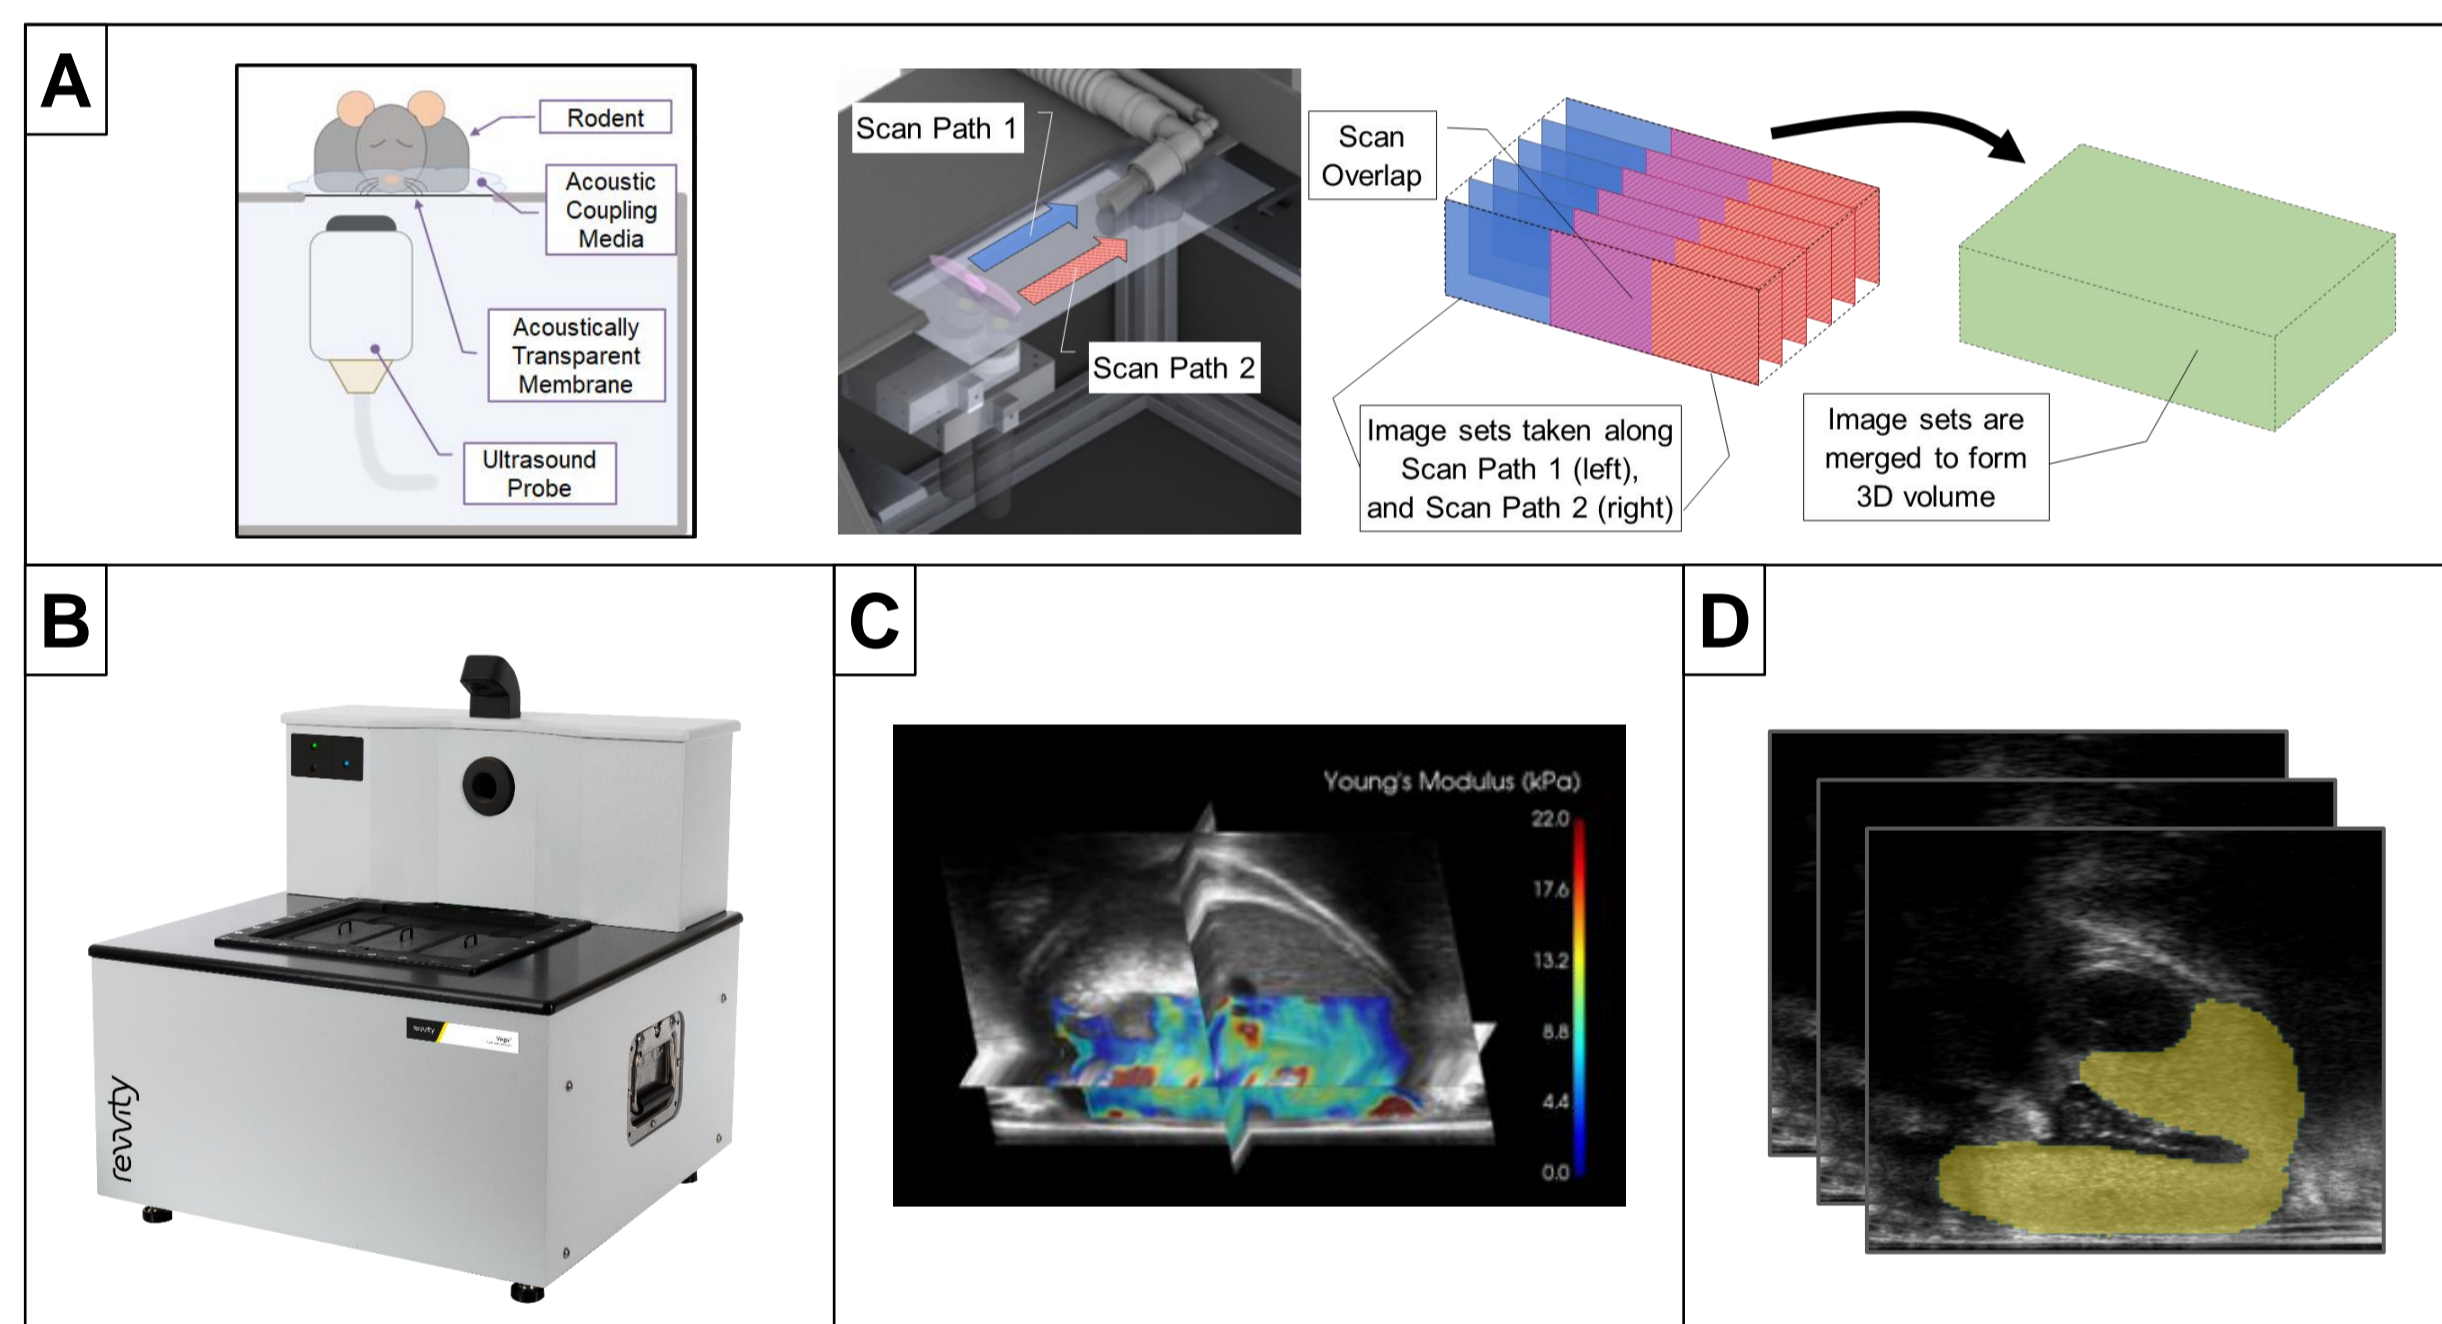 A
Rodent
Acoustic
Coupling
Media
Acoustically
Transparent
Membrane
Ultrasound
Probe
Scan Path 1
Scan Path 2
Scan
Overlap
Image sets taken along
Scan Path 1 (left),
and Scan Path 2 (right)
Image sets are
merged to form
3D volume
B
revvity
revvity
Vega
C
Young's Modulus (kPa)
22.0
17.6
13.2
8.8
4.4
0.0
D